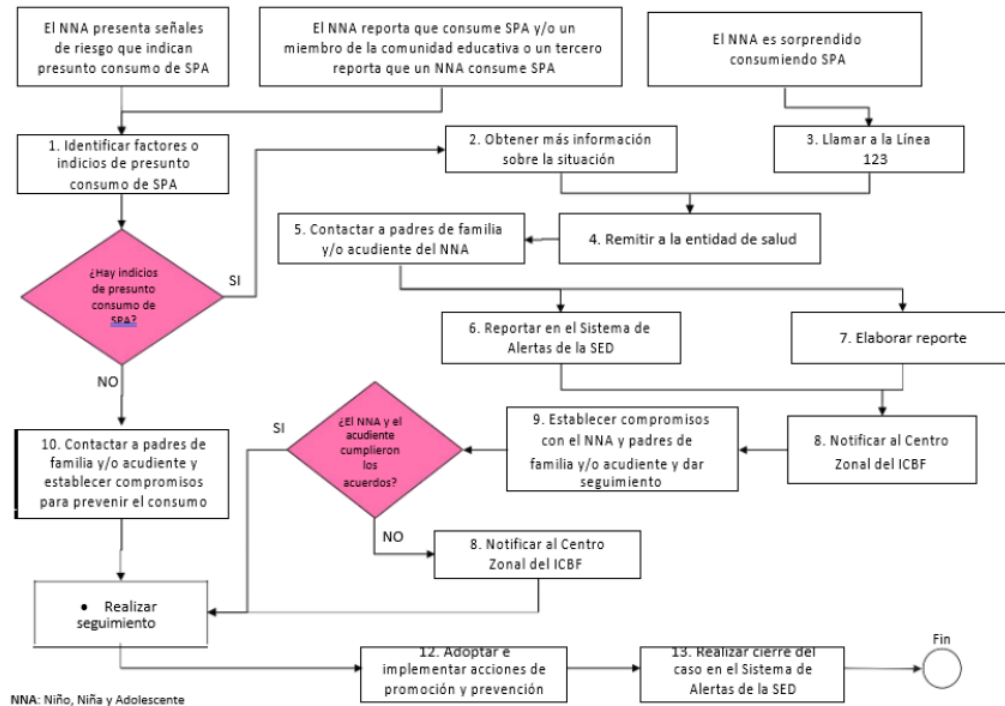 El NNA presenta señales
de riesgo que indican
presunto consumo de SPA
El NNA reporta que consume SPA y/o un
miembro de la comunidad educativa o un tercero
reporta que un NNA consume SPA
El NNA es sorprendido
consumiendo SPA
1. Identificar factores o
indicios de presunto
consumo de SPA
2. Obtener más información
sobre la situación
3. Llamar a la Línea
123
5. Contactar a padres de familia
y/o acudiente del NNA
4. Remitir a la entidad de salud
¿Hay indicios
de presunto
consumo de
SPA?
SI
NO
6. Reportar en el Sistema de
Alertas de la SED
7. Elaborar reporte
10. Contactar a padres de
familia y/o acudiente y
establecer compromisos
para prevenir el consumo
SI
¿El NNA y el
acudiente
cumplieron
los
acuerdos?
NO
9. Establecer compromisos
con el NNA y padres de
familia y/o acudiente y dar
seguimiento
8. Notificar al Centro
Zonal del ICBF
8. Notificar al Centro
Zonal del ICBF
• Realizar
seguimiento
12. Adoptar e
implementar acciones de
promoción y prevención
13. Realizar cierre del
caso en el Sistema de
Alertas de la SED
Fin
NNA: Niño, Niña y Adolescente